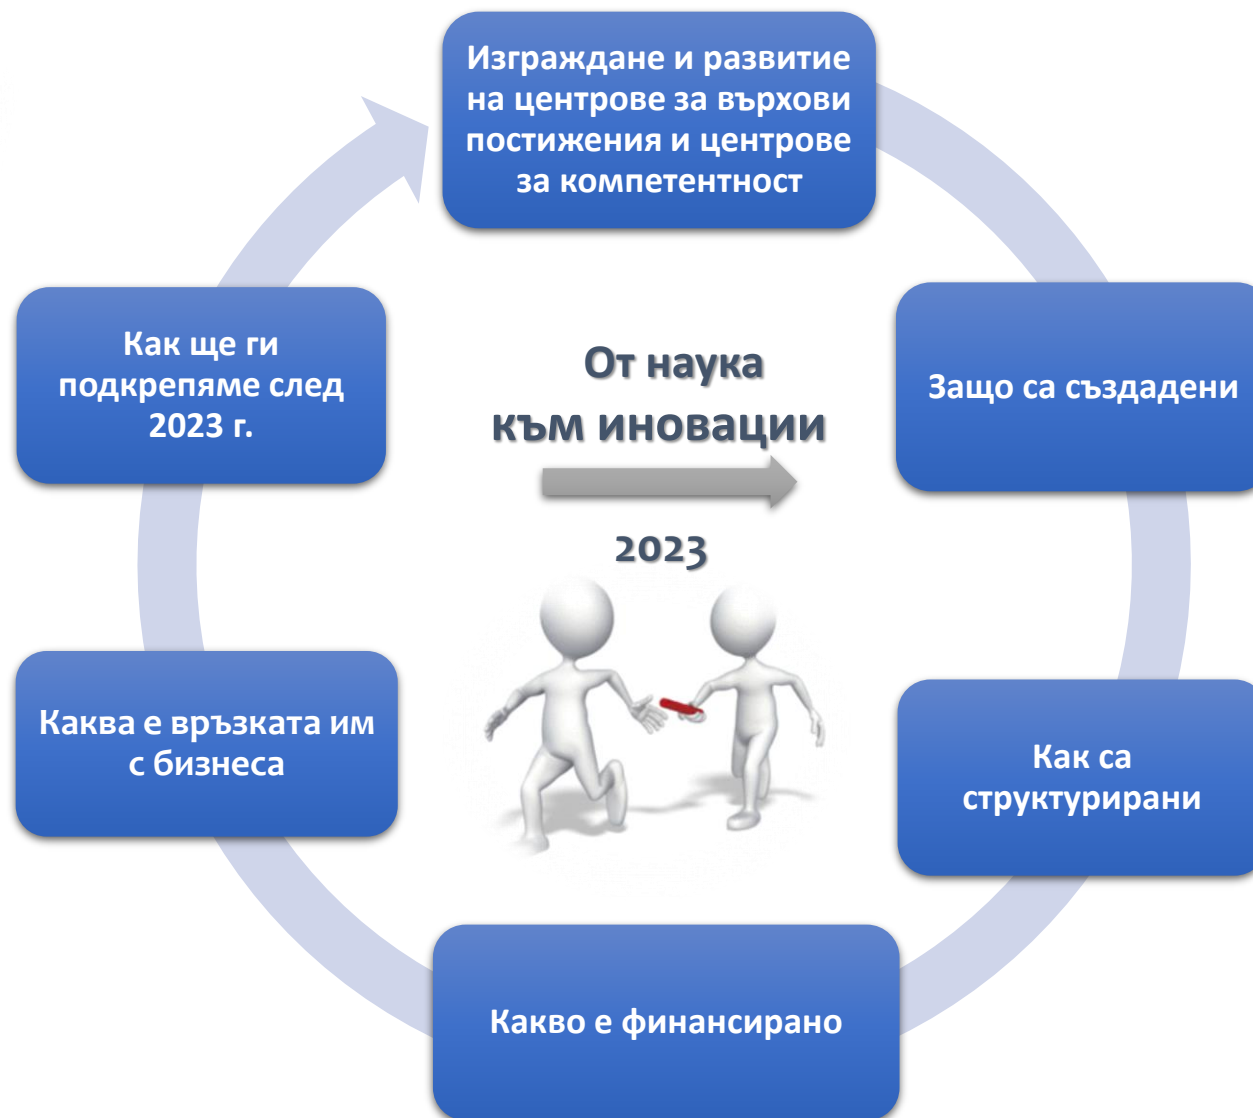 Изграждане и развитие
на центрове за върхови
постижения и центрове
за компетентност
Защо са създадени
Как са
структурирани
Какво е финансирано
Каква е връзката им
с бизнеса
Как ще ги
подкрепяме след
2023 г.
От наука
към иновации
2023